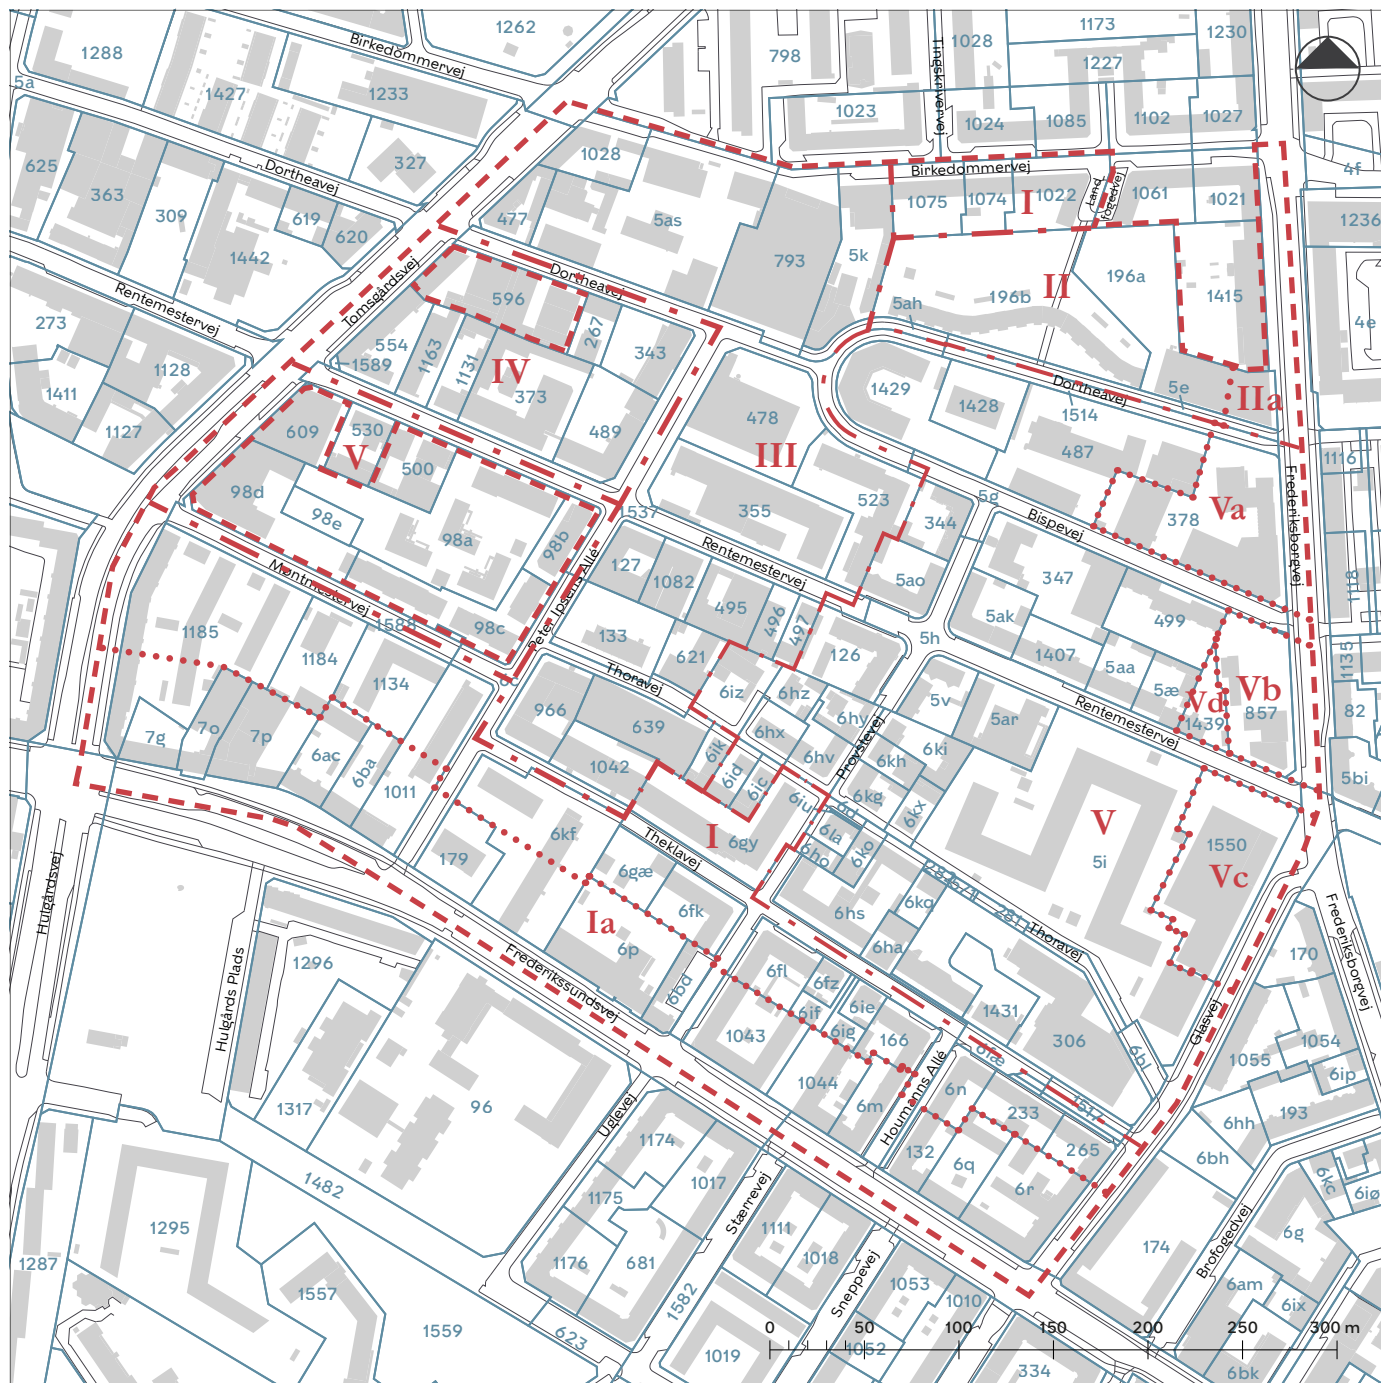 1262
1173
1230
1288
Birkedommervej
798
Tingskrivervej
1028
1227
5a
1427
1233
1023
1024
1085
1102
1027
625
363
327
Dortheavej
1028
Birkedommervej
4f
309
619
620
477
5as
1075
1074
I
1022
Land
fogedvej
1061
1021
1236
1442
Tomsgårdsvej
Dortheavej
793
5k
II
196a
Rentemestervej
596
5ah
196b
1415
4e
273
554
1589
1163
1131
IV
267
343
1128
373
1429
1428
Dortheavej
5e
IIa
1411
1514
1127
609
530
V
500
489
478
III
487
1116
98d
98e
98a
98b
1537
355
523
5g
344
Bispevej
378
Va
Frederiksborgvej
Møntmestervej
1588
98c
Peter Ipsens Allé
127
1082
Rentemestervej
495
496
497
5ao
347
5ak
499
1118
1185
1184
133
621
126
5h
1407
5aa
5æ
1135
1134
Thoravej
6iz
6hz
5v
5ar
Rentemestervej
Vd
1439
Vb
857
82
7g
7o
7p
6ac
6ba
1011
966
639
6ik
6hx
6hy
6hv
Provstevej
6ki
6kh
5bi
1042
6id
6ic
6iu
6d
6kg
6kx
I
6gy
6la
6ho
6ko
V
5i
1550
Vc
Hulgårdsvej
179
6kf
Theklavej
6gæ
6fk
Ia
6p
6bd
6hs
6kq
6ha
Thoravej
Hulgårds Plads
1296
Frederikssundsvej
6fl
6fz
6if
6ie
6ig
166
1431
306
6bl
Glasvej
170
Frederiksborgvej
1043
1044
6m
Houmanns Allé
6n
233
265
1517
1055
1054
6ip
193
1317
96
Uglevej
1174
132
6q
6r
6hh
6bh
6kc
6iø
1482
1175
1017
Stærrevej
1111
1018
174
Brofogedvej
6g
1295
1287
1176
681
Sneppevej
1053
1010
6am
6ix
1557
1559
623
1582
1019
1052
334
6bk
0
50
100
150
200
250
300 m